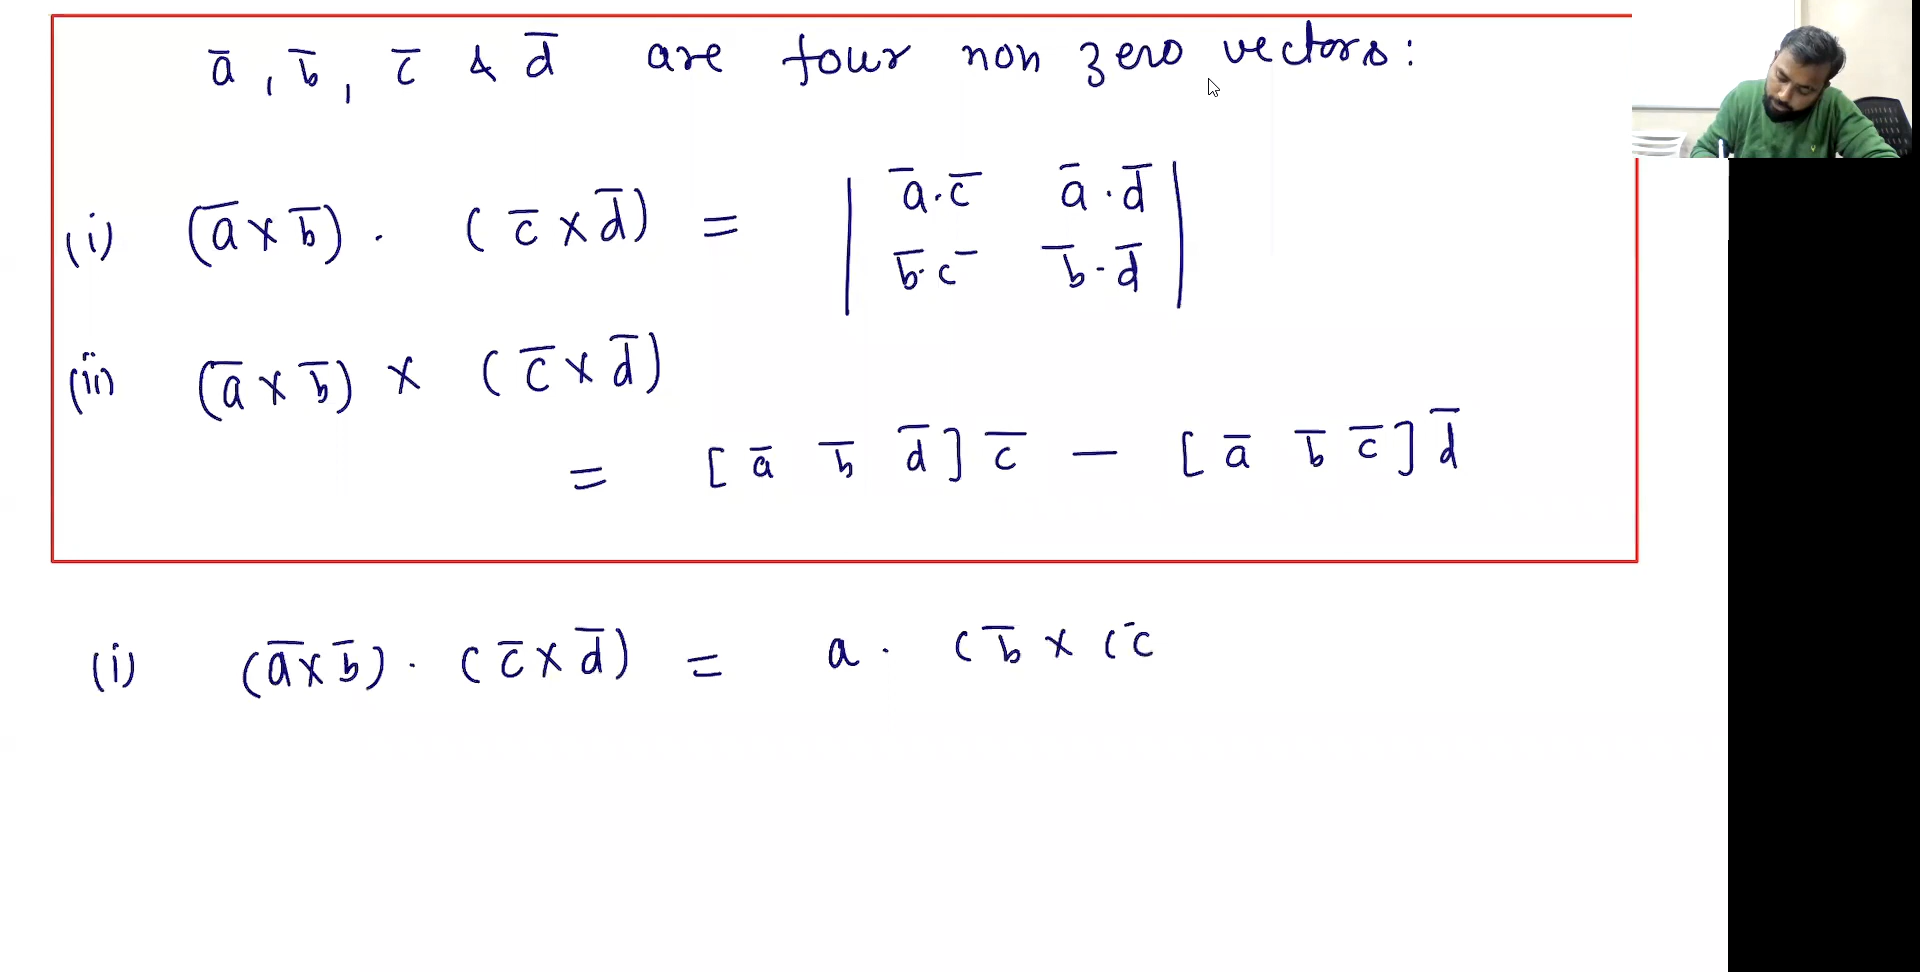 a̅ , b̅ , c̅ & d̅ are four non zero vectors :
(i) (a̅ × b̅) · (c̅ × d̅) = | a̅·c̅ a̅·d̅ |
| b̅·c̅ b̅·d̅ |
(ii) (a̅ × b̅) × (c̅ × d̅)
= [a̅ b̅ d̅] c̅ − [a̅ b̅ c̅] d̅
(i) (a̅ × b̅) · (c̅ × d̅) = a · (b̅ × (c̅